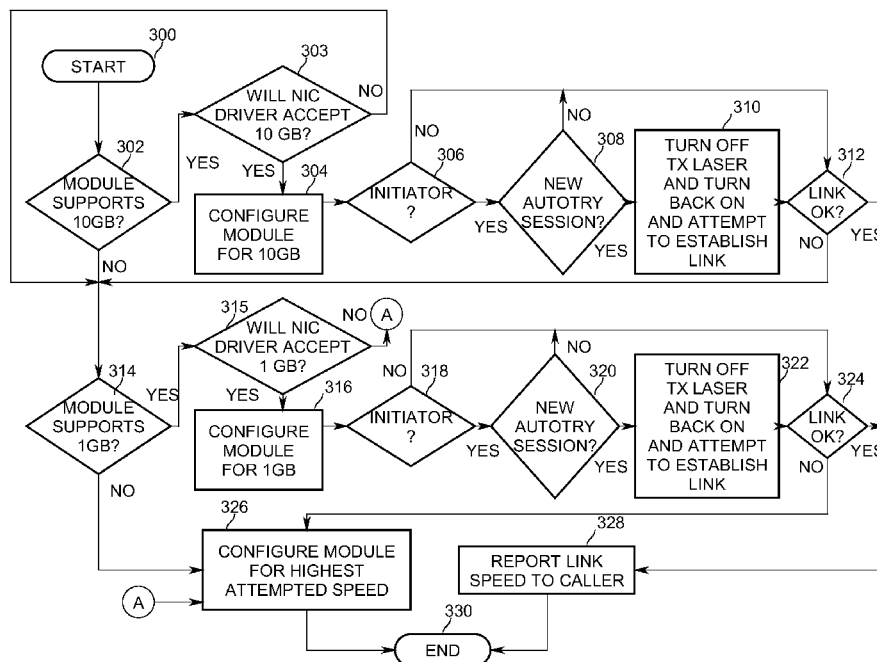 300
START
303
WILL NIC
DRIVER ACCEPT
10 GB?
NO
YES
302
MODULE
SUPPORTS
10GB?
YES
NO
304
CONFIGURE
MODULE
FOR 10GB
306
INITIATOR
?
NO
YES
308
NEW
AUTOTRY
SESSION?
NO
YES
310
TURN OFF
TX LASER
AND TURN
BACK ON
AND ATTEMPT
TO ESTABLISH
LINK
312
LINK
OK?
YES
NO
315
WILL NIC
DRIVER ACCEPT
1 GB?
NO
A
YES
314
MODULE
SUPPORTS
1GB?
YES
NO
316
CONFIGURE
MODULE
FOR 1GB
318
INITIATOR
?
NO
YES
320
NEW
AUTOTRY
SESSION?
NO
YES
322
TURN OFF
TX LASER
AND TURN
BACK ON
AND ATTEMPT
TO ESTABLISH
LINK
324
LINK
OK?
YES
NO
326
CONFIGURE MODULE
FOR HIGHEST
ATTEMPTED SPEED
A
328
REPORT LINK
SPEED TO CALLER
330
END